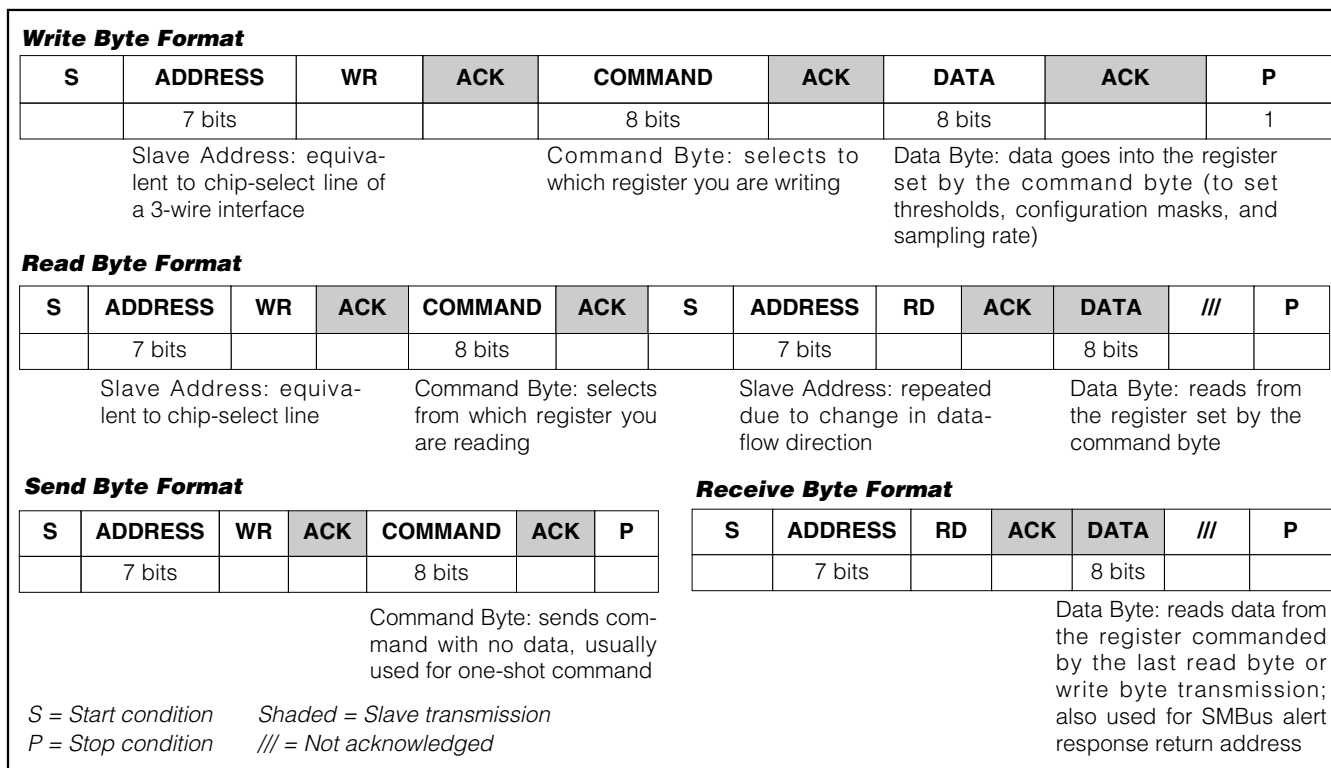 Write Byte Format
S ADDRESS WR ACK COMMAND ACK DATA ACK P
7 bits 8 bits 8 bits 1
Slave Address: equiva-
lent to chip-select line of
a 3-wire interface
Command Byte: selects to
which register you are writing
Data Byte: data goes into the register
set by the command byte (to set
thresholds, configuration masks, and
sampling rate)
Read Byte Format
S ADDRESS WR ACK COMMAND ACK S ADDRESS RD ACK DATA /// P
7 bits 8 bits 7 bits 8 bits
Slave Address: equiva-
lent to chip-select line
Command Byte: selects
from which register you
are reading
Slave Address: repeated
due to change in data-
flow direction
Data Byte: reads from
the register set by the
command byte
Send Byte Format
S ADDRESS WR ACK COMMAND ACK P
7 bits 8 bits
Command Byte: sends com-
mand with no data, usually
used for one-shot command
Receive Byte Format
S ADDRESS RD ACK DATA /// P
7 bits 8 bits
Data Byte: reads data from
the register commanded
by the last read byte or
write byte transmission;
also used for SMBus alert
response return address
S = Start condition Shaded = Slave transmission
P = Stop condition /// = Not acknowledged